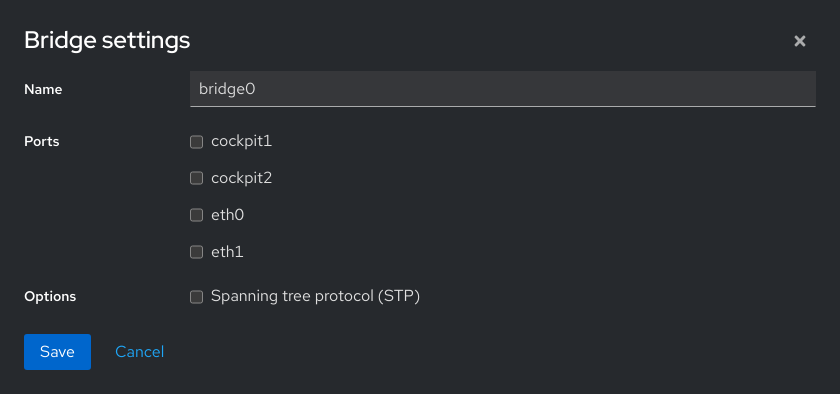 Bridge settings
Name
bridge0
Ports
cockpit1
cockpit2
eth0
eth1
Options
Spanning tree protocol (STP)
Save
Cancel